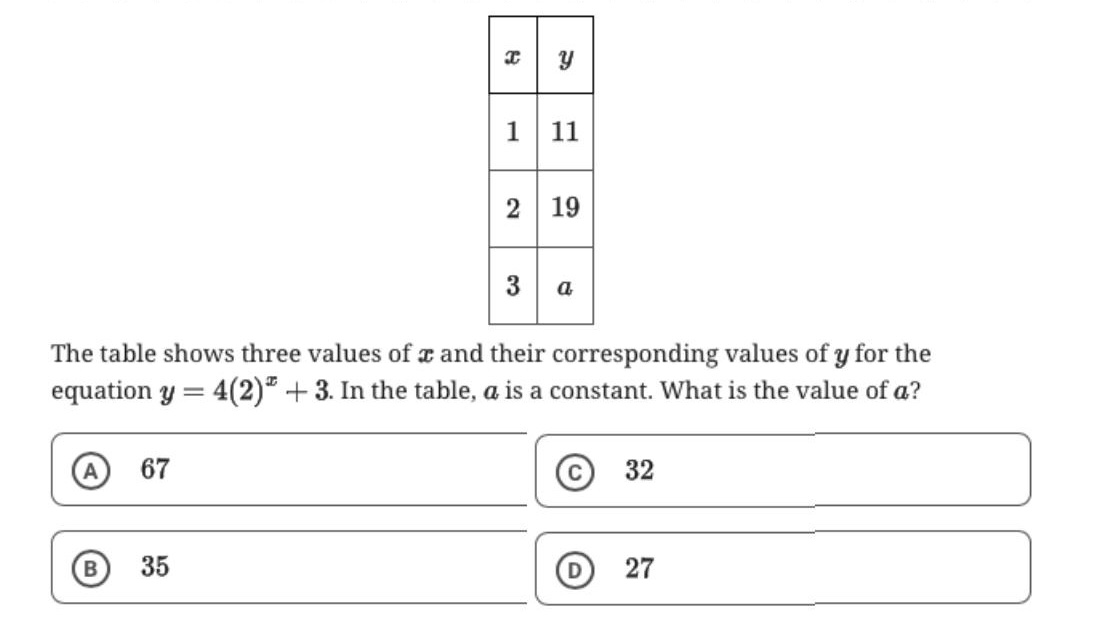 x y
1 11
2 19
3 a
The table shows three values of x and their corresponding values of y for the
equation y = 4(2)ˣ + 3. In the table, a is a constant. What is the value of a?
A 67
C 32
B 35
D 27